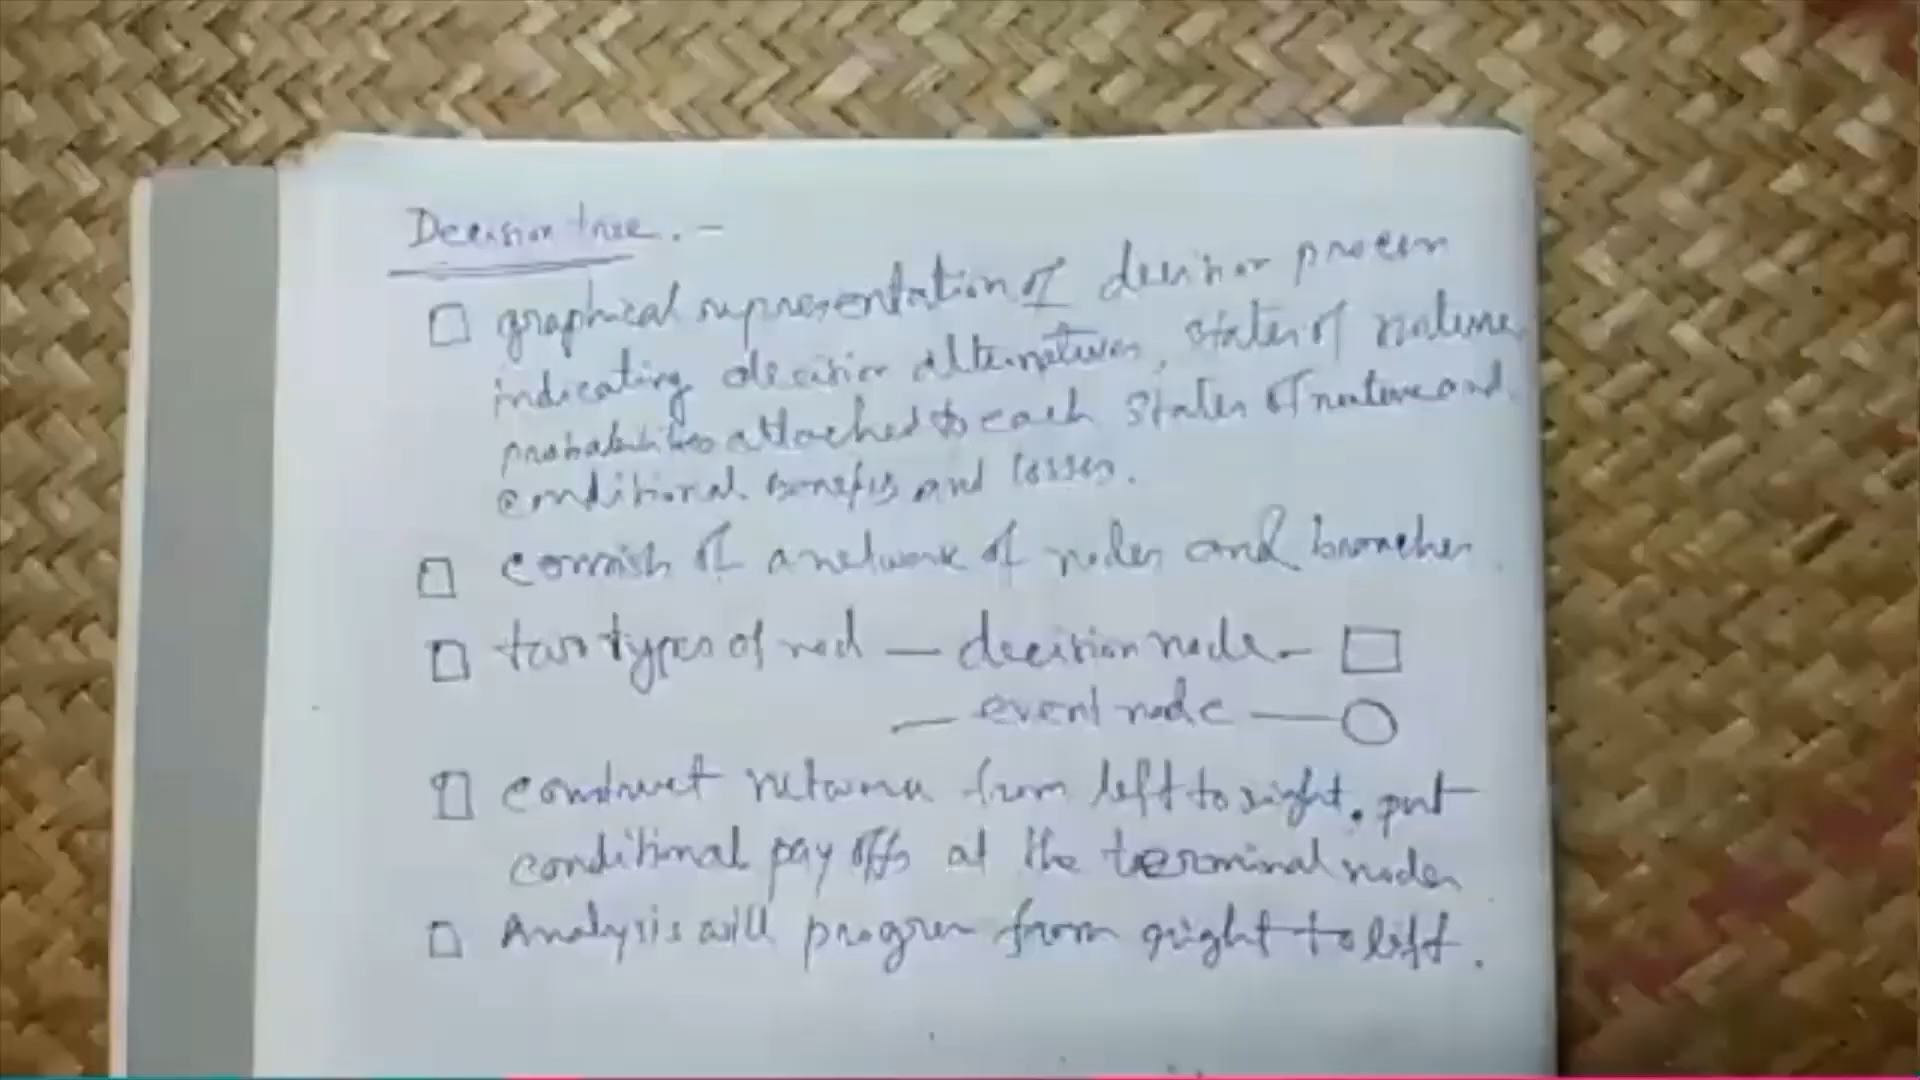 Decision tree. -
□ graphical representation of decision process
indicating decision alternatives, states of nature
probabilities attached to each states of nature and
conditional benefits and losses.
□ consists of a network of nodes and branches.
□ two types of nod — decision node - □
— event node — ○
□ construct network from left to right. put
conditional pay offs at the terminal nodes
□ Analysis will progress from right to left.